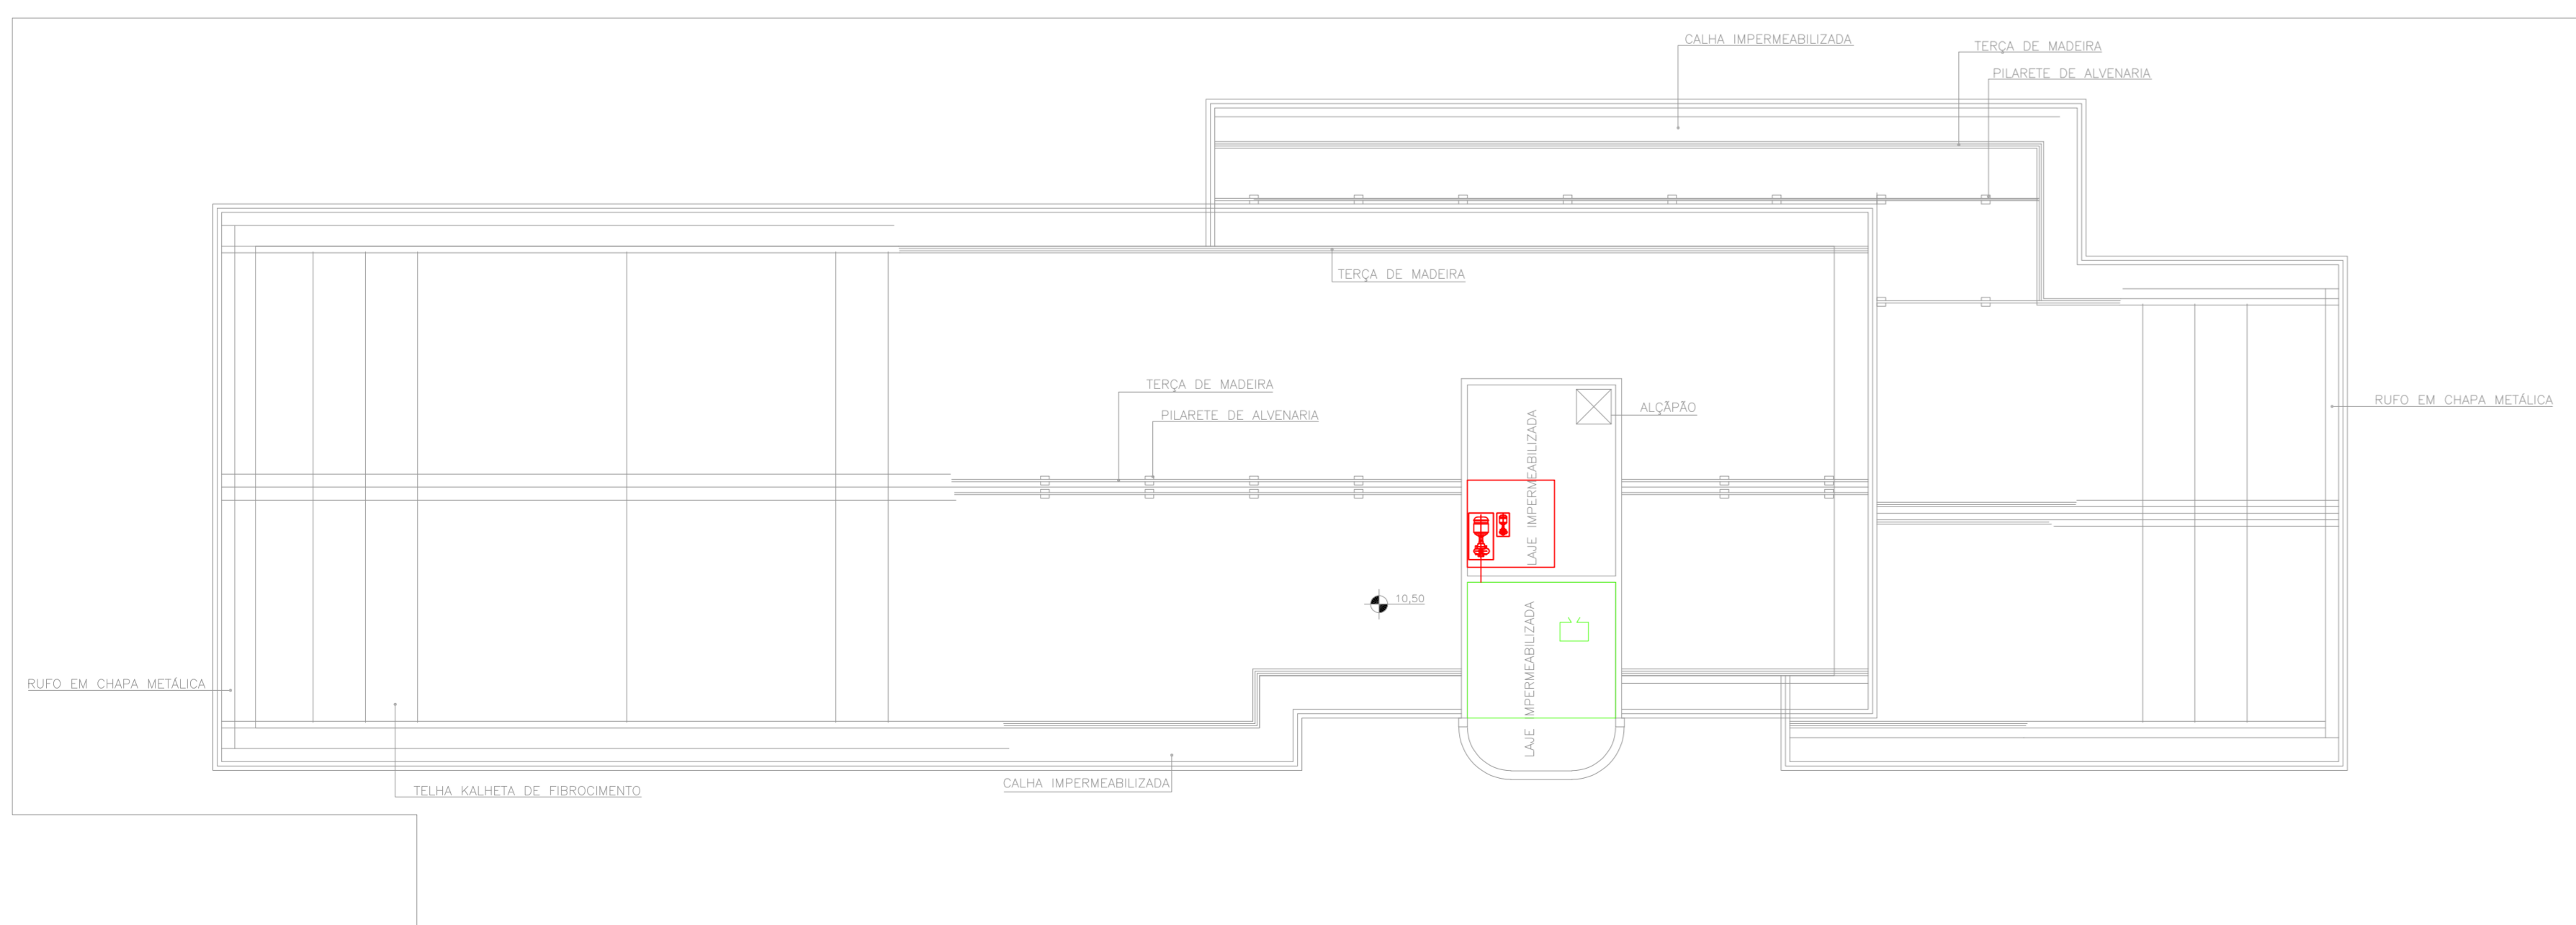 CALHA IMPERMEABILIZADA
TERÇA DE MADEIRA
PILARETE DE ALVENARIA
TERÇA DE MADEIRA
TERÇA DE MADEIRA
PILARETE DE ALVENARIA
ALÇÃPÃO
RUFO EM CHAPA METÁLICA
LAJE IMPERMEABILIZADA
10,50
LAJE IMPERMEABILIZADA
RUFO EM CHAPA METÁLICA
CALHA IMPERMEABILIZADA
TELHA KALHETA DE FIBROCIMENTO